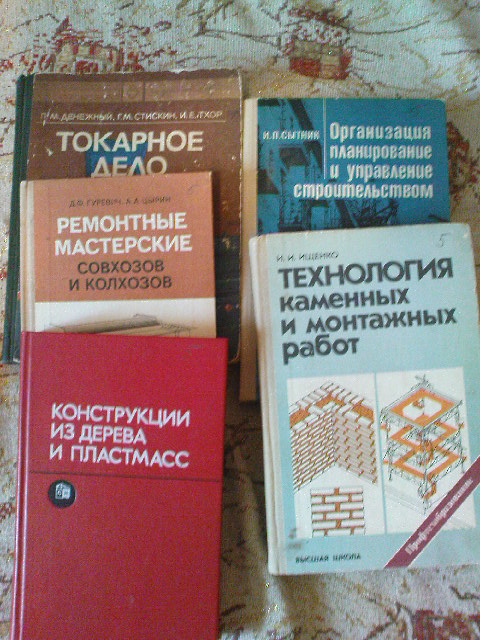 П.М. ДЕНЕЖНЫЙ, Г.М. СТИСКИН, И.Е. ТХОР
ТОКАРНОЕ
ДЕЛО
И.П. СЫТНИК
Организация
планирование
и управление
строительством
Д.Ф. ГУРЕВИЧ, А.А. ЦЫРИН
РЕМОНТНЫЕ
МАСТЕРСКИЕ
СОВХОЗОВ
И КОЛХОЗОВ
5
И. И. ИЩЕНКО
ТЕХНОЛОГИЯ
каменных
и монтажных
работ
Профтехобразование
ВЫСШАЯ ШКОЛА
КОНСТРУКЦИИ
ИЗ ДЕРЕВА
И ПЛАСТМАСС